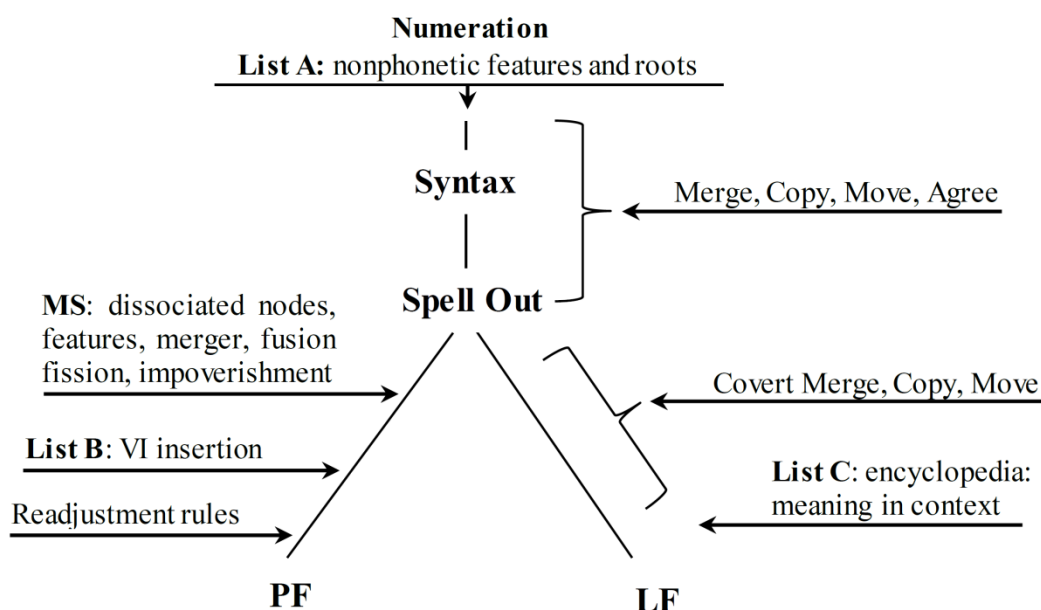 Numeration
List A: nonphonetic features and roots
Syntax
Merge, Copy, Move, Agree
Spell Out
MS: dissociated nodes,
features, merger, fusion
fission, impoverishment
Covert Merge, Copy, Move
List B: VI insertion
List C: encyclopedia:
meaning in context
Readjustment rules
PF
LF